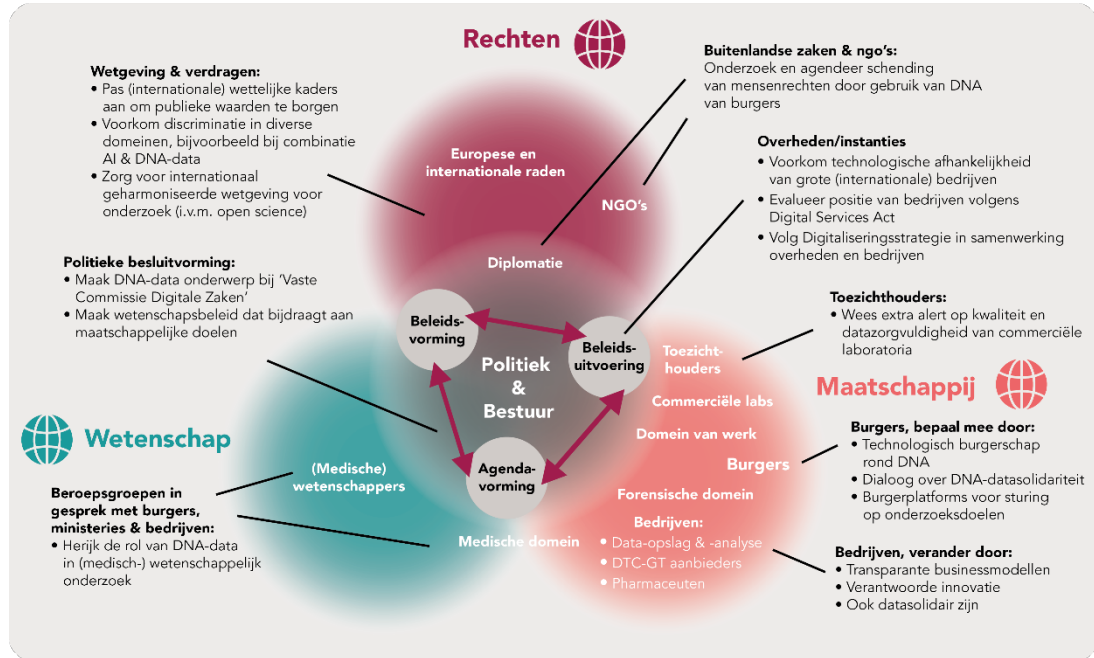 Rechten
Wetgeving & verdragen:
• Pas (internationale) wettelijke kaders
aan om publieke waarden te borgen
• Voorkom discriminatie in diverse
domeinen, bijvoorbeeld bij combinatie
AI & DNA-data
• Zorg voor internationaal
geharmoniseerde wetgeving voor
onderzoek (i.v.m. open science)
Buitenlandse zaken & ngo's:
Onderzoek en agendeer schending
van mensenrechten door gebruik van DNA
van burgers
Overheden/instanties
• Voorkom technologische afhankelijkheid
van grote (internationale) bedrijven
• Evalueer positie van bedrijven volgens
Digital Services Act
• Volg Digitaliseringsstrategie in samenwerking
overheden en bedrijven
Europese en
internationale raden
NGO's
Diplomatie
Politieke besluitvorming:
• Maak DNA-data onderwerp bij 'Vaste
Commissie Digitale Zaken'
• Maak wetenschapsbeleid dat bijdraagt aan
maatschappelijke doelen
Beleids-
vorming
Beleids-
uitvoering
Politiek
&
Bestuur
Agenda-
vorming
Toezicht-
houders
Commerciële labs
Domein van werk
Burgers
Forensische domein
Bedrijven:
• Data-opslag & -analyse
• DTC-GT aanbieders
• Pharmaceuten
Toezichthouders:
• Wees extra alert op kwaliteit en
datazorgvuldigheid van commerciële
laboratoria
Maatschappij
Burgers, bepaal mee door:
• Technologisch burgerschap
rond DNA
• Dialoog over DNA-datasolidariteit
• Burgerplatforms voor sturing
op onderzoeksdoelen
Bedrijven, verander door:
• Transparante businessmodellen
• Verantwoorde innovatie
• Ook datasolidair zijn
Wetenschap
(Medische)
wetenschappers
Medische domein
Beroepsgroepen in
gesprek met burgers,
ministeries & bedrijven:
• Herijk de rol van DNA-data
in (medisch-) wetenschappelijk
onderzoek